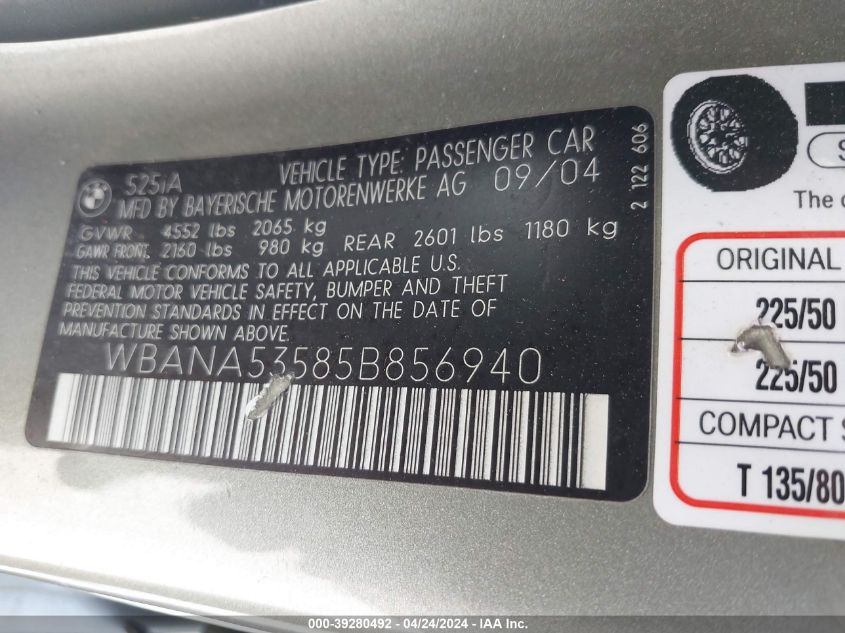 525iA VEHICLE TYPE: PASSENGER CAR
MFD BY BAYERISCHE MOTORENWERKE AG 09/04
GVWR 4552 lbs 2065 kg
GAWR FRONT 2160 lbs 980 kg REAR 2601 lbs 1180 kg
THIS VEHICLE CONFORMS TO ALL APPLICABLE U.S.
FEDERAL MOTOR VEHICLE SAFETY, BUMPER AND THEFT
PREVENTION STANDARDS IN EFFECT ON THE DATE OF
MANUFACTURE SHOWN ABOVE.
WBANA53585B856940
2 122 606
BMW
The
ORIGINAL
225/50
225/50
COMPACT
T 135/80
000-39280492 - 04/24/2024 - IAA Inc.